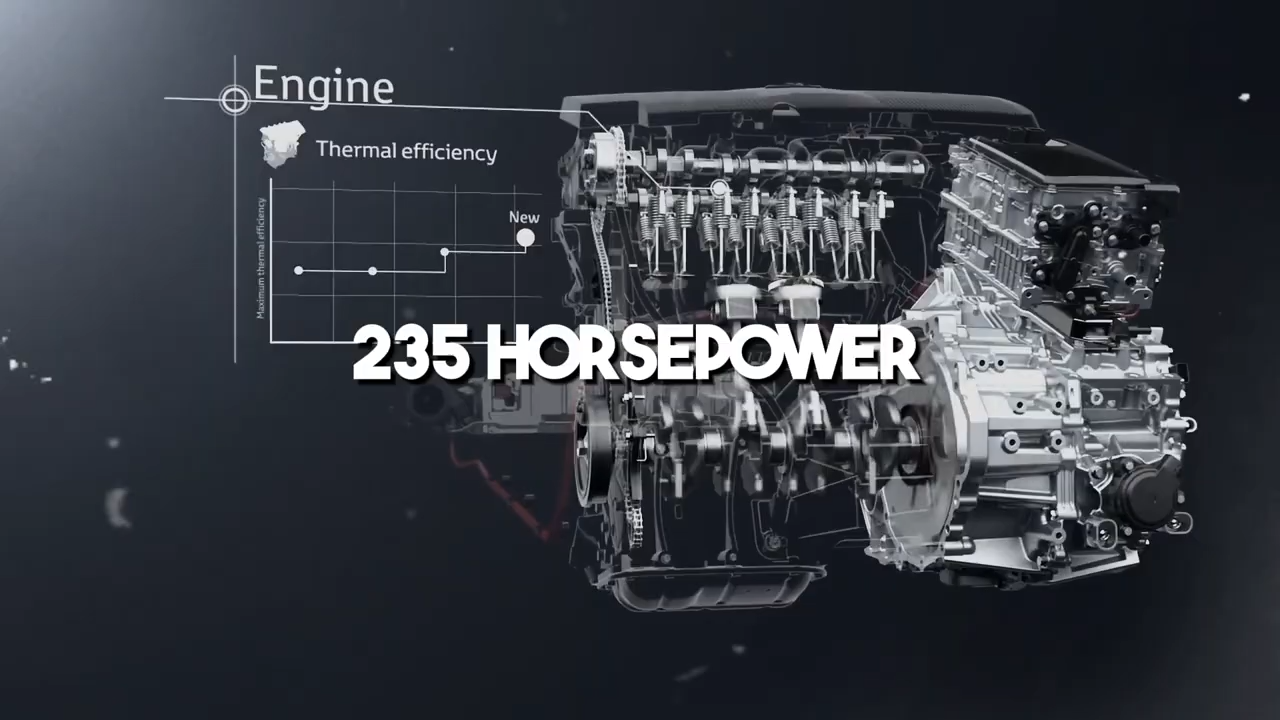 Engine
Thermal efficiency
Maximum thermal efficiency
New
235 HORSEPOWER